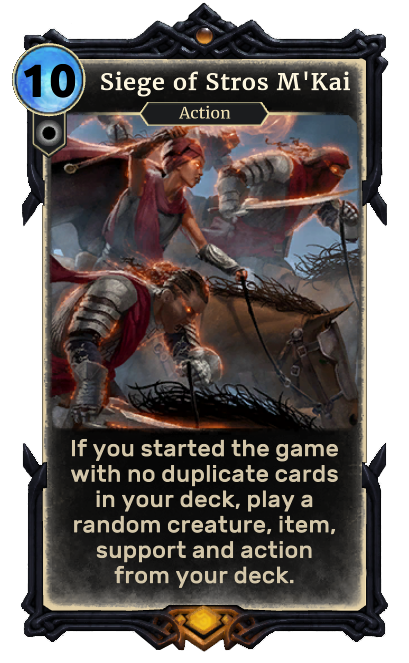 10
Siege of Stros M'Kai
Action
If you started the game
with no duplicate cards
in your deck, play a
random creature, item,
support and action
from your deck.